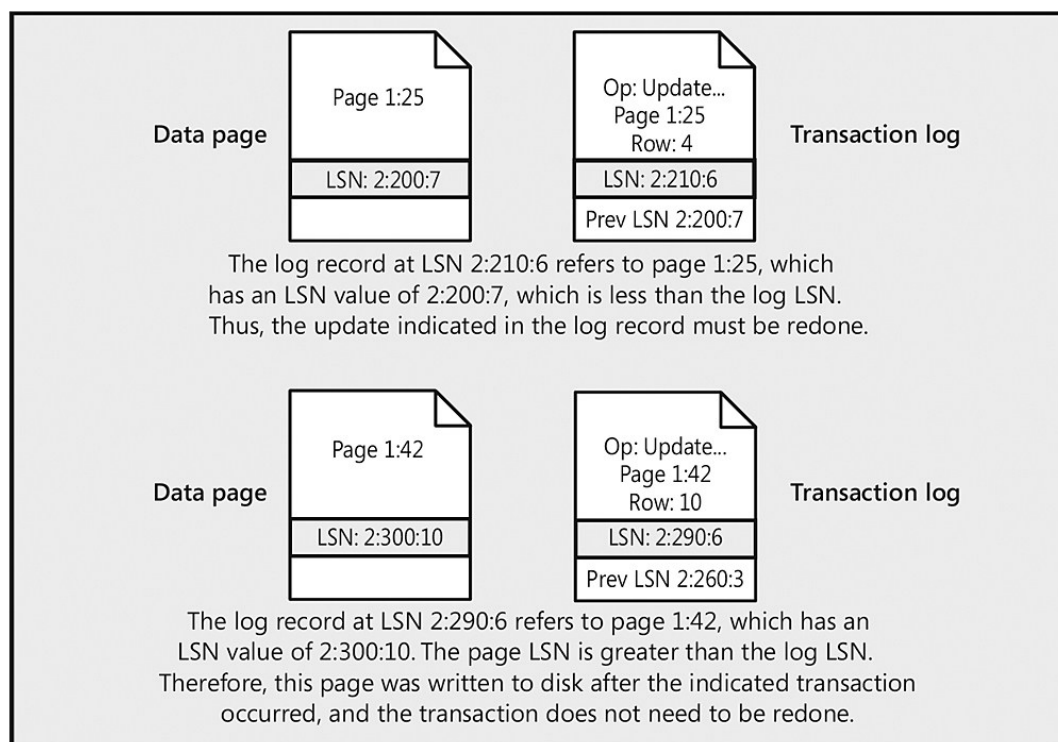 Page 1:25
Data page
LSN: 2:200:7
Op: Update...
Page 1:25
Row: 4
Transaction log
LSN: 2:210:6
Prev LSN 2:200:7
The log record at LSN 2:210:6 refers to page 1:25, which
has an LSN value of 2:200:7, which is less than the log LSN.
Thus, the update indicated in the log record must be redone.
Page 1:42
Data page
LSN: 2:300:10
Op: Update...
Page 1:42
Row: 10
Transaction log
LSN: 2:290:6
Prev LSN 2:260:3
The log record at LSN 2:290:6 refers to page 1:42, which has an
LSN value of 2:300:10. The page LSN is greater than the log LSN.
Therefore, this page was written to disk after the indicated transaction
occurred, and the transaction does not need to be redone.